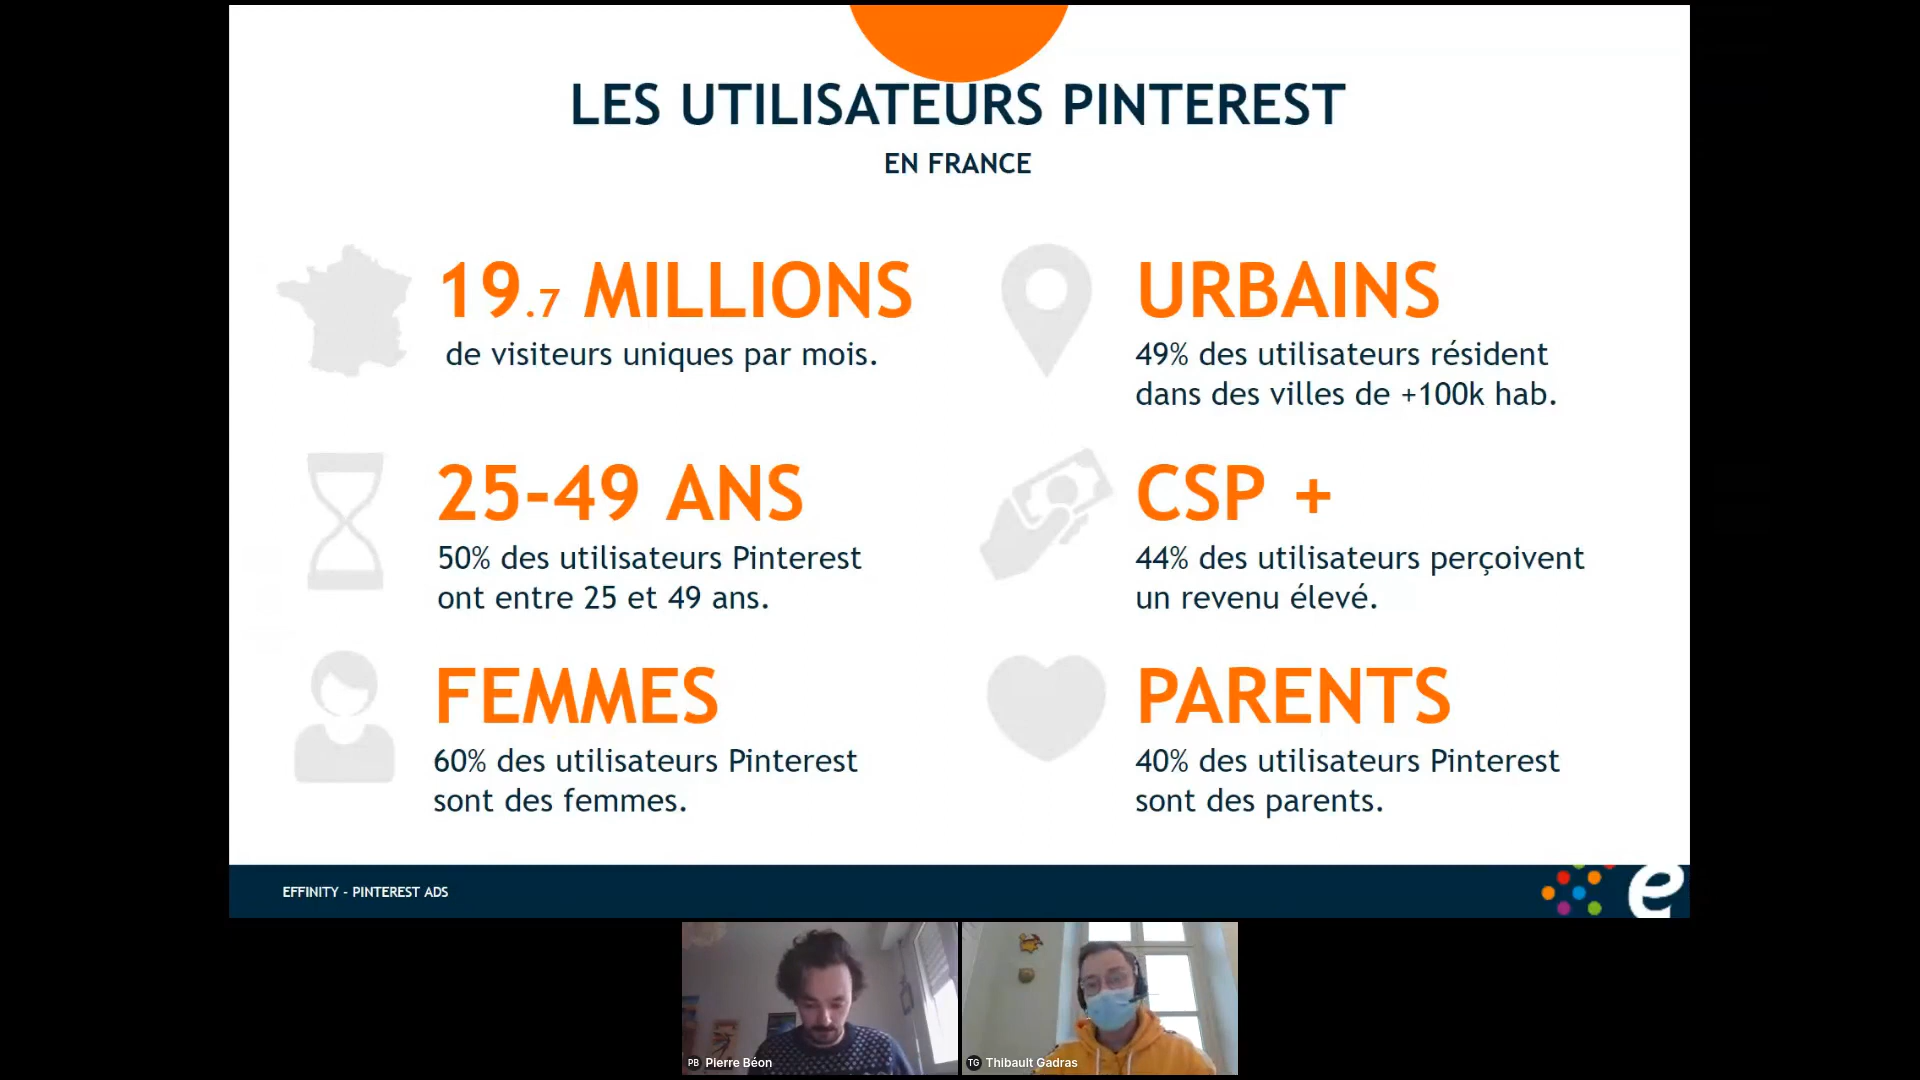 LES UTILISATEURS PINTEREST
EN FRANCE
19.7 MILLIONS
de visiteurs uniques par mois.
URBAINS
49% des utilisateurs résident
dans des villes de +100k hab.
25-49 ANS
50% des utilisateurs Pinterest
ont entre 25 et 49 ans.
CSP +
44% des utilisateurs perçoivent
un revenu élevé.
FEMMES
60% des utilisateurs Pinterest
sont des femmes.
PARENTS
40% des utilisateurs Pinterest
sont des parents.
EFFINITY - PINTEREST ADS
e
PB Pierre Béon
TG Thibault Gadras